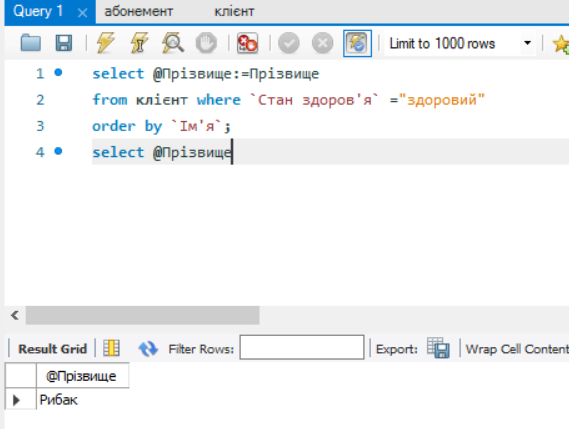 Query 1 абонемент клієнт
Limit to 1000 rows
1 select @Прізвище:=Прізвище
2 from клієнт where `Стан здоров'я` ="здоровий"
3 order by `Ім'я`;
4 select @Прізвище
Result Grid Filter Rows: Export: Wrap Cell Content
@Прізвище
Рибак